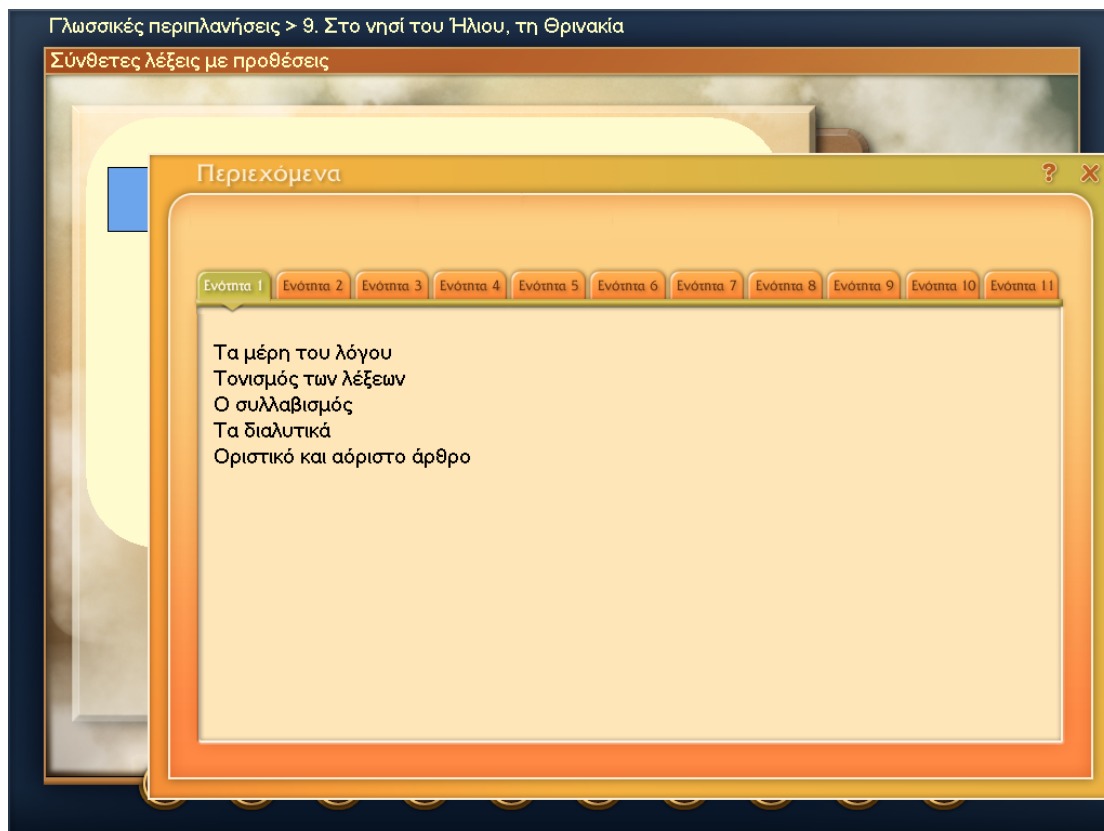 Γλωσσικές περιπλανήσεις > 9. Στο νησί του Ήλιου, τη Θρινακία
Σύνθετες λέξεις με προθέσεις
Περιεχόμενα
?
Ενότητα 1 Ενότητα 2 Ενότητα 3 Ενότητα 4 Ενότητα 5 Ενότητα 6 Ενότητα 7 Ενότητα 8 Ενότητα 9 Ενότητα 10 Ενότητα 11
Τα μέρη του λόγου
Τονισμός των λέξεων
Ο συλλαβισμός
Τα διαλυτικά
Οριστικό και αόριστο άρθρο